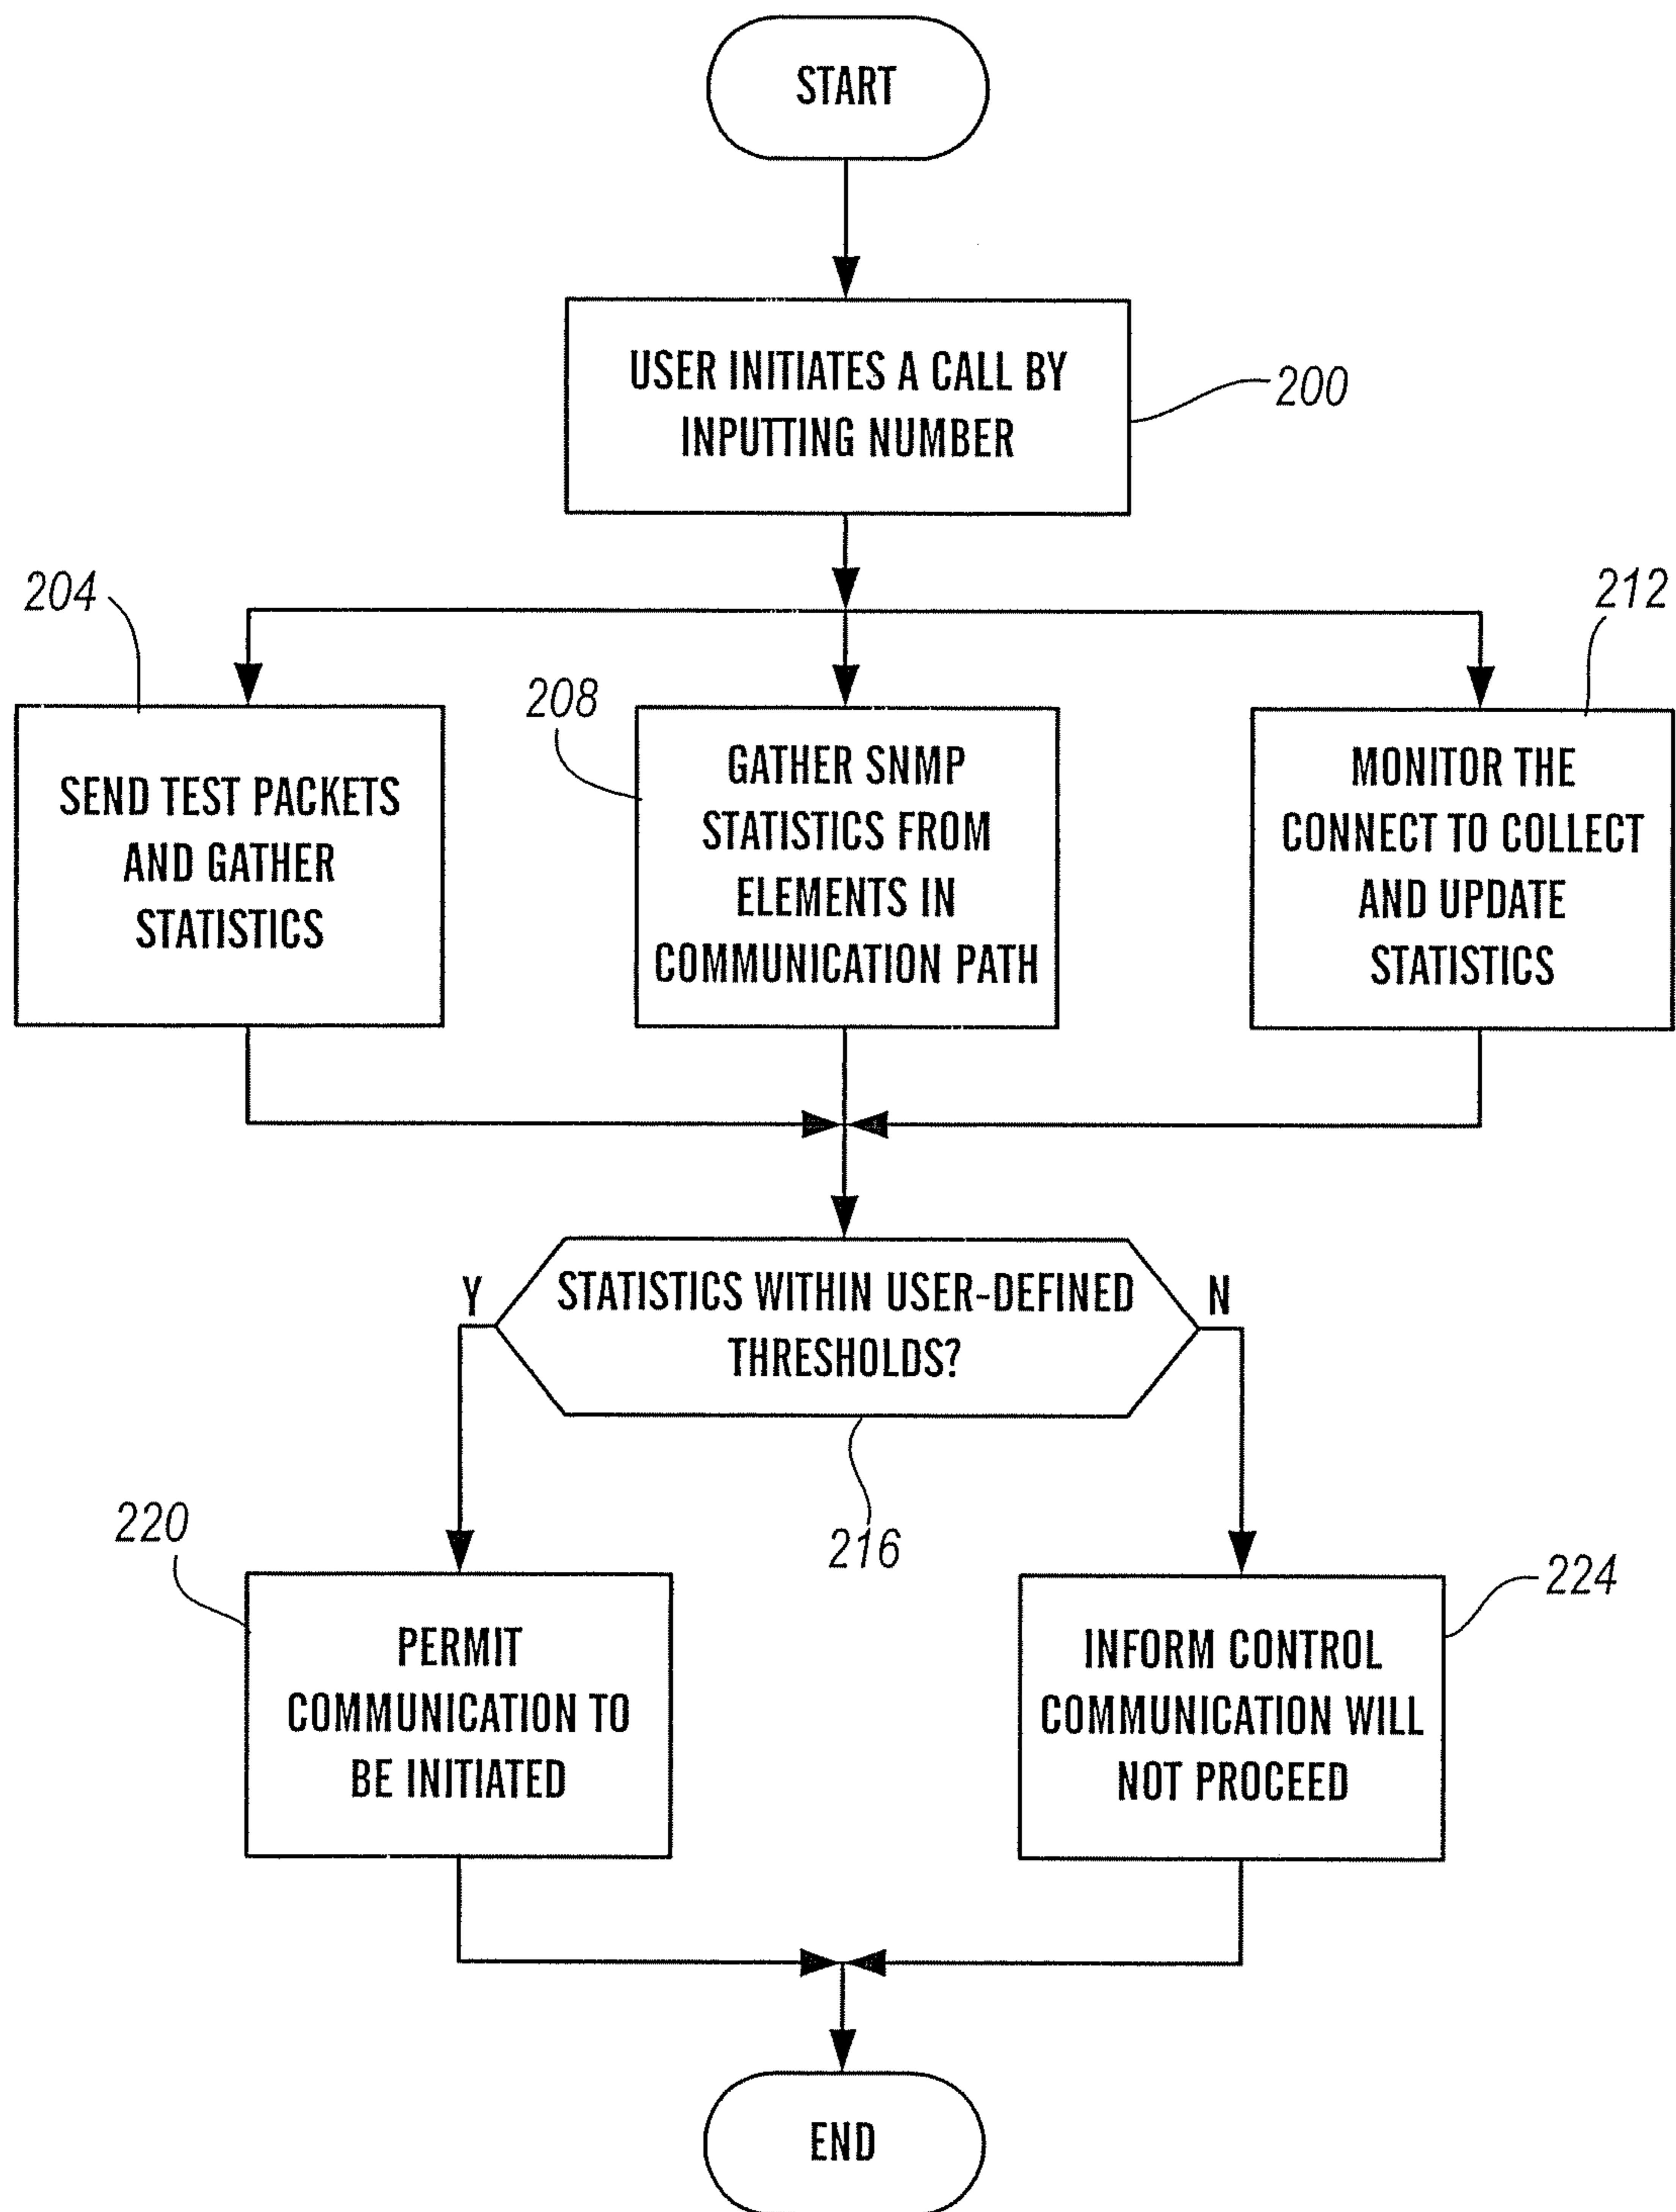 START
USER INITIATES A CALL BY
INPUTTING NUMBER
200
204
SEND TEST PACKETS
AND GATHER
STATISTICS
208
GATHER SNMP
STATISTICS FROM
ELEMENTS IN
COMMUNICATION PATH
212
MONITOR THE
CONNECT TO COLLECT
AND UPDATE
STATISTICS
Y
STATISTICS WITHIN USER-DEFINED
THRESHOLDS?
N
216
220
PERMIT
COMMUNICATION TO
BE INITIATED
224
INFORM CONTROL
COMMUNICATION WILL
NOT PROCEED
END